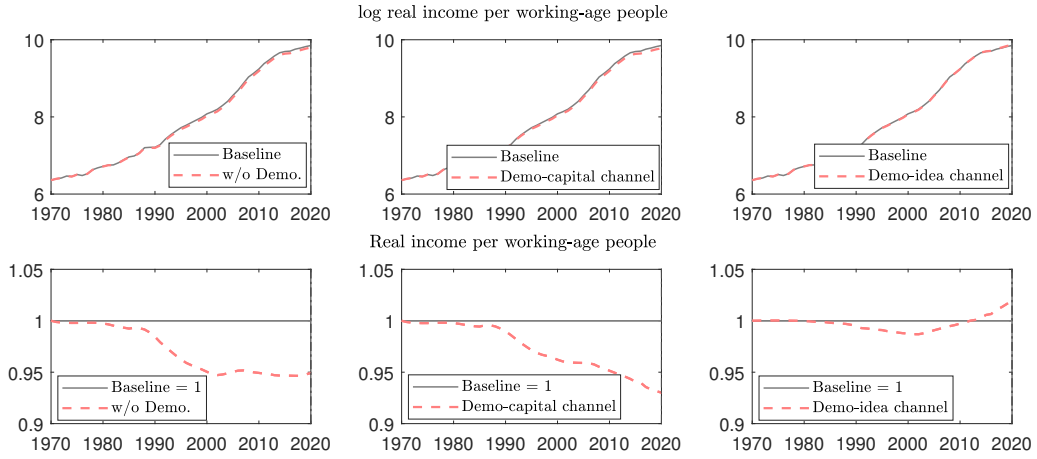 log real income per working-age people
10
8
6
Baseline
w/o Demo.
1970 1980 1990 2000 2010 2020
10
8
6
Baseline
Demo-capital channel
1970 1980 1990 2000 2010 2020
10
8
6
Baseline
Demo-idea channel
1970 1980 1990 2000 2010 2020
Real income per working-age people
1.05
1
0.95
0.9
Baseline = 1
w/o Demo.
1970 1980 1990 2000 2010 2020
1.05
1
0.95
0.9
Baseline = 1
Demo-capital channel
1970 1980 1990 2000 2010 2020
1.05
1
0.95
0.9
Baseline = 1
Demo-idea channel
1970 1980 1990 2000 2010 2020